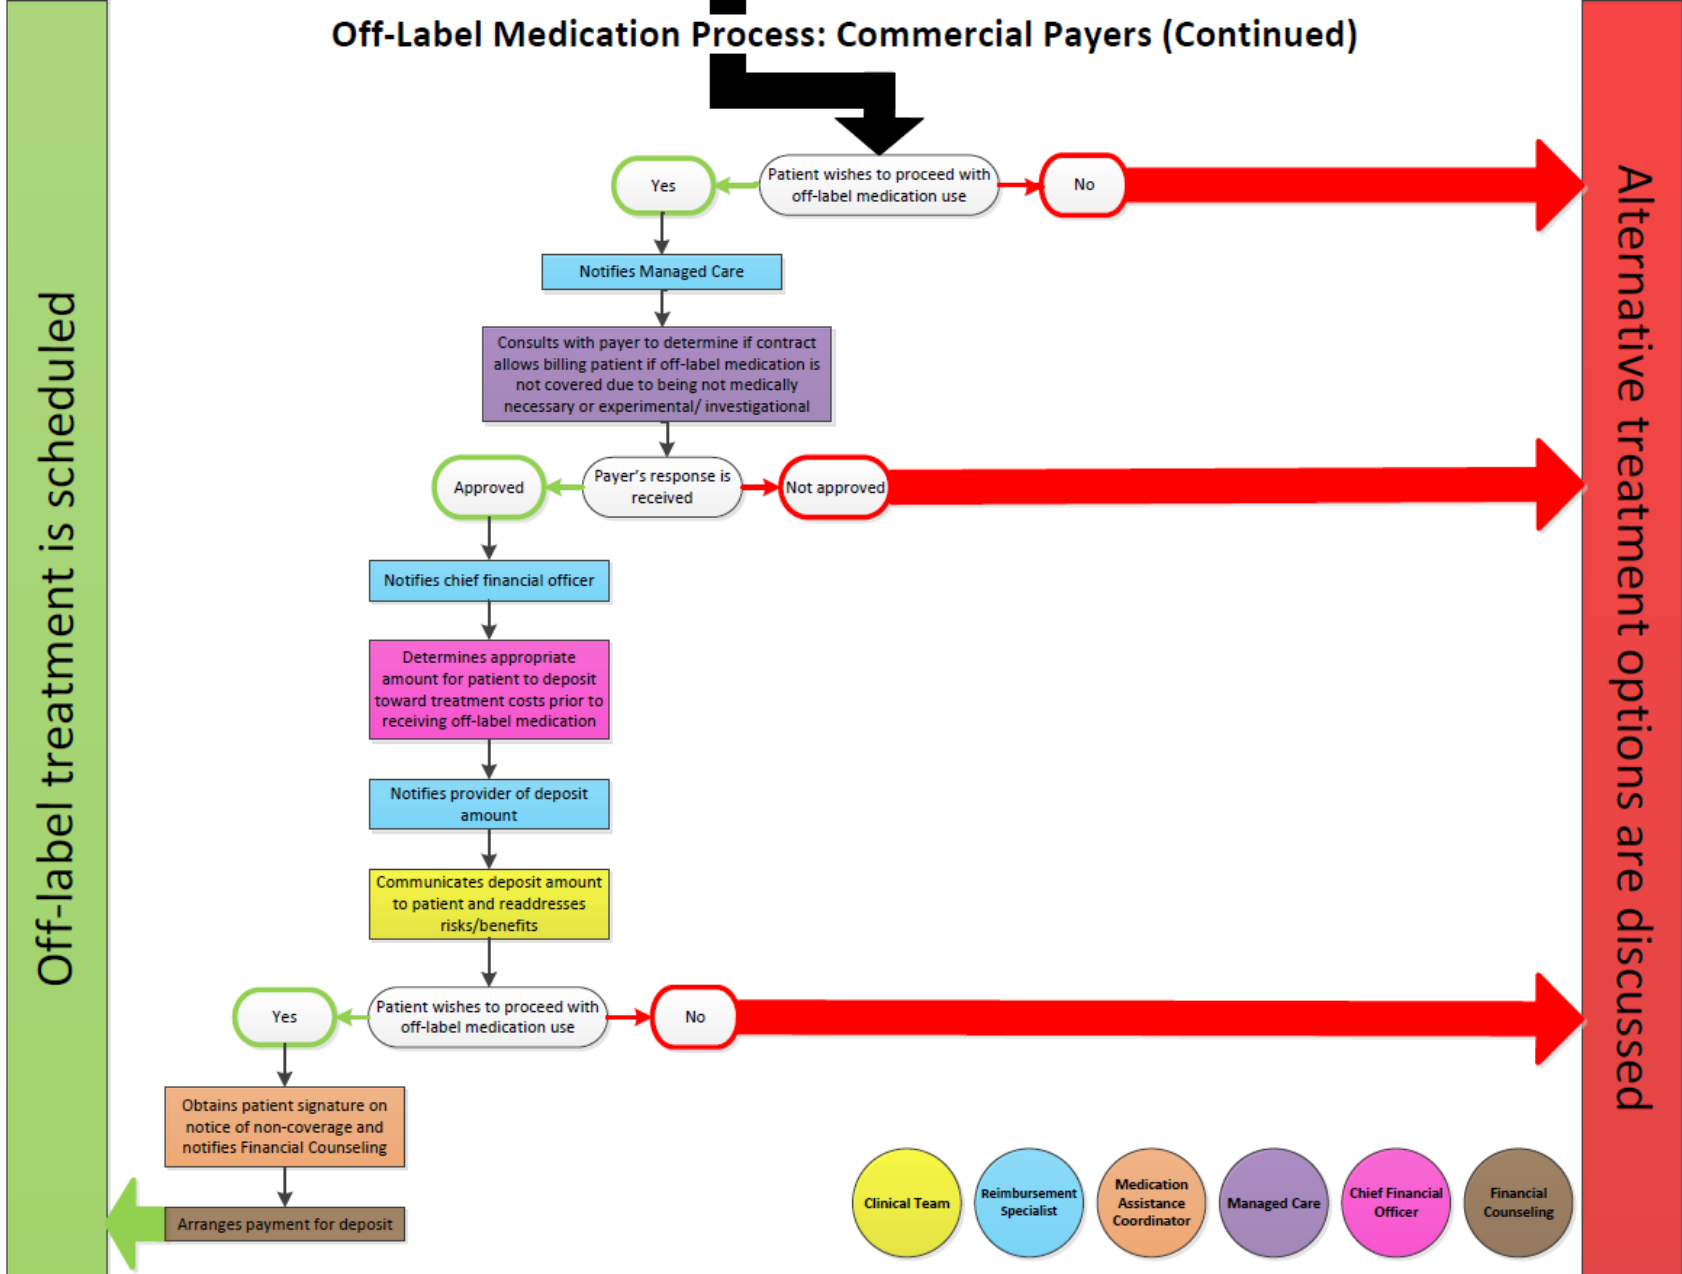 Off-Label Medication Process: Commercial Payers (Continued)
Off-label treatment is scheduled
Alternative treatment options are discussed
Yes
Patient wishes to proceed with
off-label medication use
No
Notifies Managed Care
Consults with payer to determine if contract
allows billing patient if off-label medication is
not covered due to being not medically
necessary or experimental/ investigational
Approved
Payer's response is
received
Not approved
Notifies chief financial officer
Determines appropriate
amount for patient to deposit
toward treatment costs prior to
receiving off-label medication
Notifies provider of deposit
amount
Communicates deposit amount
to patient and readdresses
risks/benefits
Yes
Patient wishes to proceed with
off-label medication use
No
Obtains patient signature on
notice of non-coverage and
notifies Financial Counseling
Arranges payment for deposit
Clinical Team
Reimbursement
Specialist
Medication
Assistance
Coordinator
Managed Care
Chief Financial
Officer
Financial
Counseling